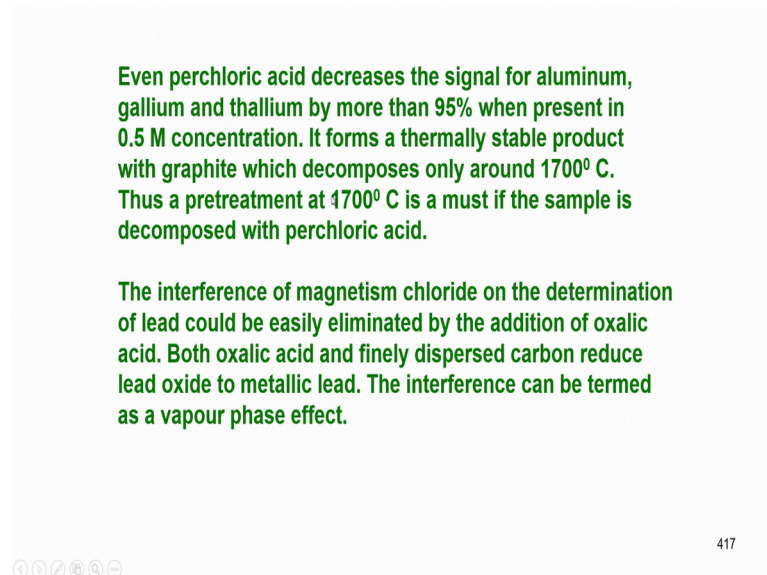 Even perchloric acid decreases the signal for aluminum,
gallium and thallium by more than 95% when present in
0.5 M concentration. It forms a thermally stable product
with graphite which decomposes only around 1700⁰ C.
Thus a pretreatment at 1700⁰ C is a must if the sample is
decomposed with perchloric acid.
The interference of magnetism chloride on the determination
of lead could be easily eliminated by the addition of oxalic
acid. Both oxalic acid and finely dispersed carbon reduce
lead oxide to metallic lead. The interference can be termed
as a vapour phase effect.
417